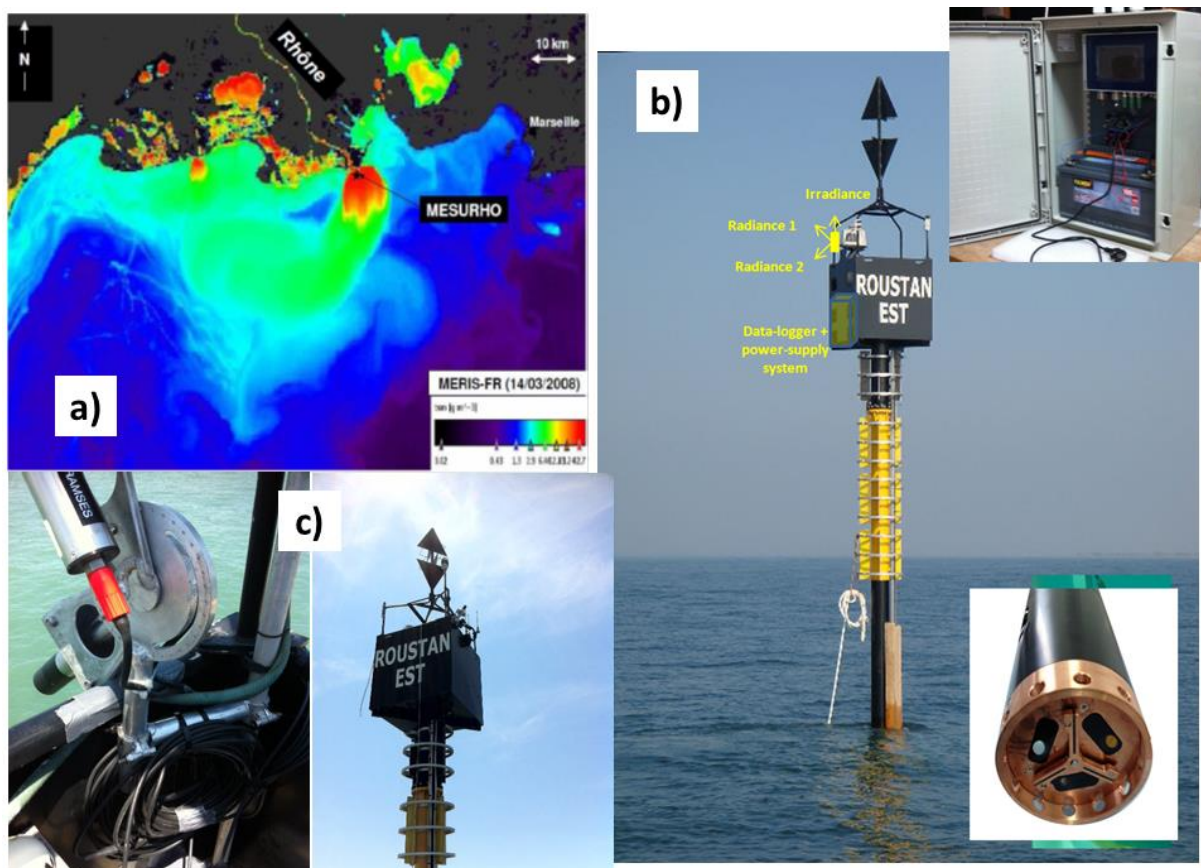 N
Rhône
10 km
Marseille
MESURHO
a)
MERIS-FR (14/03/2008)
b)
Irradiance
Radiance 1
Radiance 2
ROUSTAN
EST
Data-logger +
power-supply
system
RAMSES
c)
ROUSTAN
EST